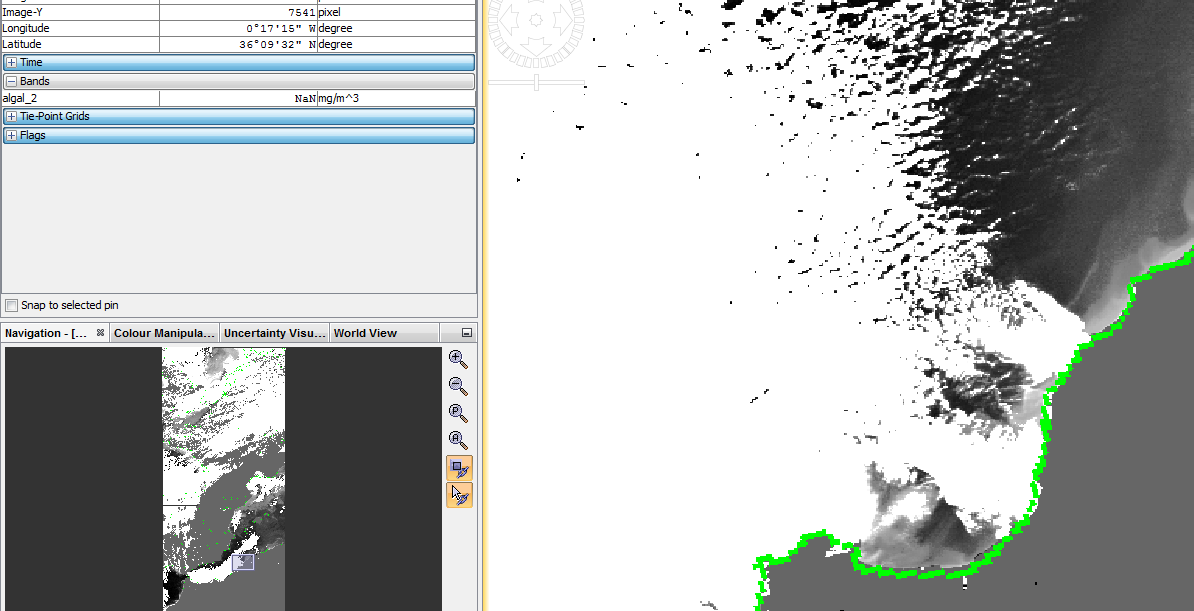 Image-Y 7541 pixel
Longitude 0°17'15" W degree
Latitude 36°09'32" N degree
Time
Bands
algal_2 NaN mg/m^3
Tie-Point Grids
Flags
Snap to selected pin
Navigation - [... Colour Manipula... Uncertainty Visu... World View